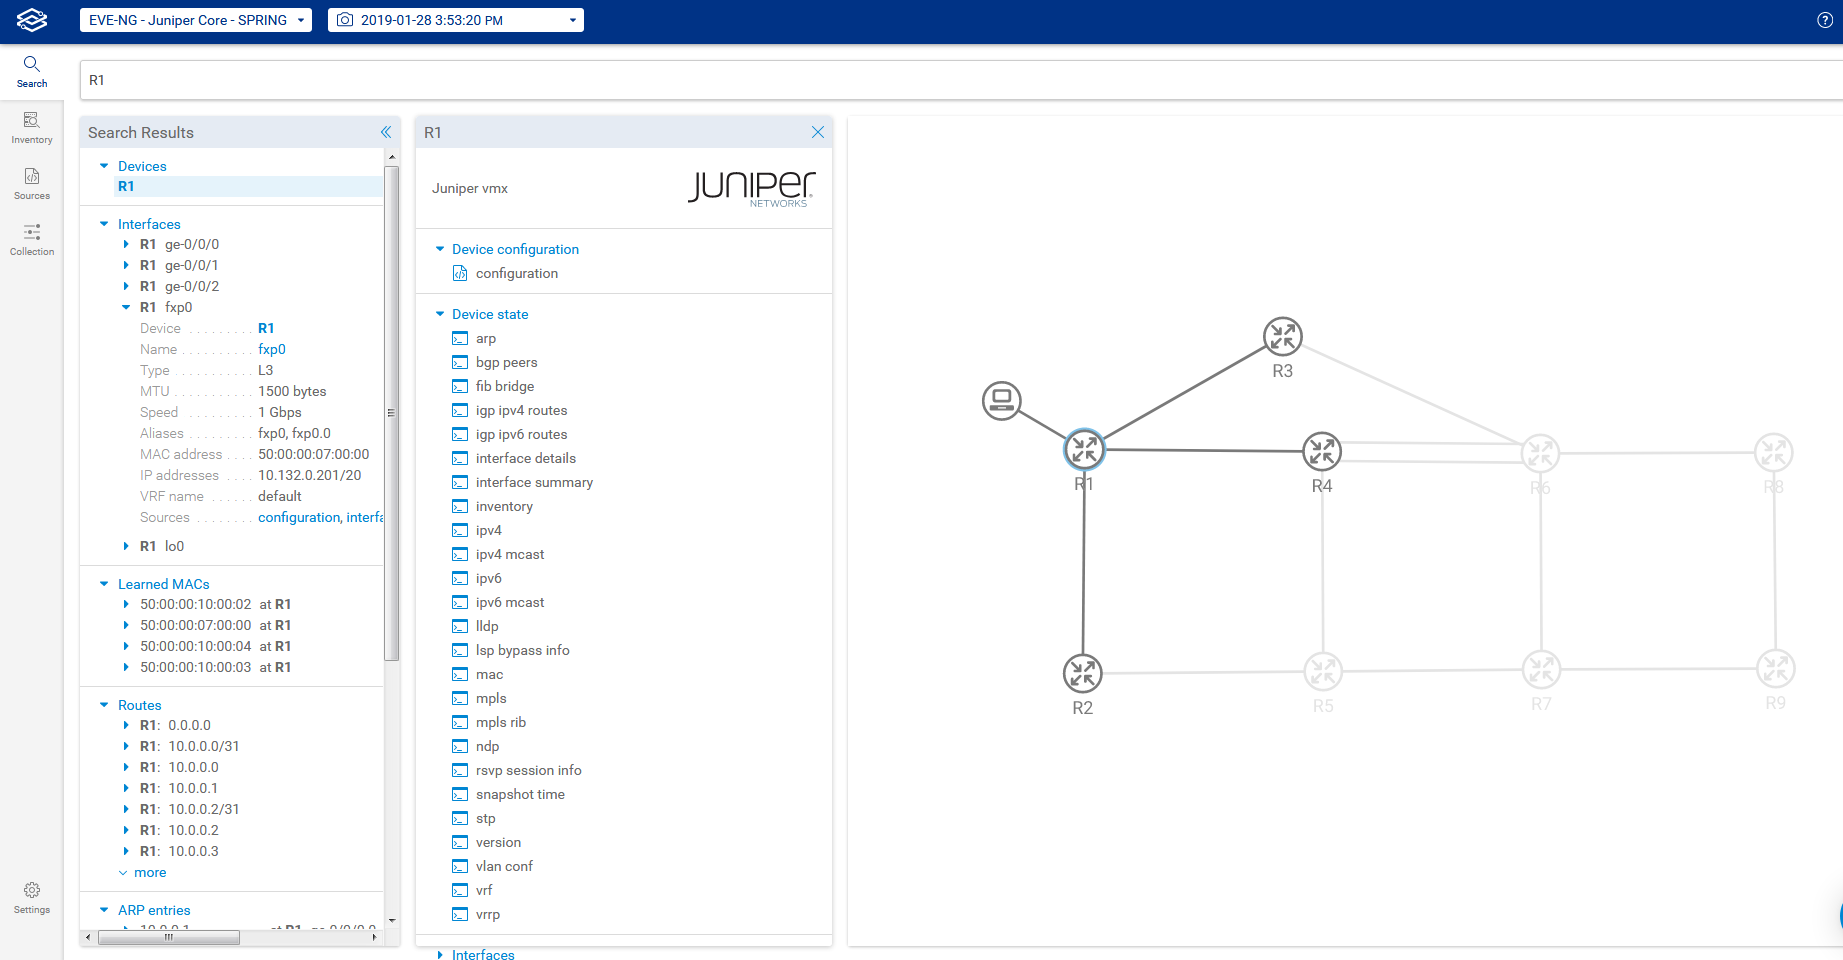 EVE-NG - Juniper Core - SPRING
2019-01-28 3:53:20 PM
Search
Inventory
Sources
Collection
Settings
R1
Search Results
Devices
R1
Interfaces
R1 ge-0/0/0
R1 ge-0/0/1
R1 ge-0/0/2
R1 fxp0
Device ......... R1
Name .......... fxp0
Type ........... L3
MTU ........... 1500 bytes
Speed ......... 1 Gbps
Aliases ......... fxp0, fxp0.0
MAC address .... 50:00:00:07:00:00
IP addresses .... 10.132.0.201/20
VRF name ...... default
Sources ........ configuration, interfa
R1 lo0
Learned MACs
50:00:00:10:00:02 at R1
50:00:00:07:00:00 at R1
50:00:00:10:00:04 at R1
50:00:00:10:00:03 at R1
Routes
R1: 0.0.0.0
R1: 10.0.0.0/31
R1: 10.0.0.0
R1: 10.0.0.1
R1: 10.0.0.2/31
R1: 10.0.0.2
R1: 10.0.0.3
more
ARP entries
10.0.0.1 at R1 ge-0/0/0.0
R1
Juniper vmx
JUNIPER
NETWORKS
Device configuration
configuration
Device state
arp
bgp peers
fib bridge
igp ipv4 routes
igp ipv6 routes
interface details
interface summary
inventory
ipv4
ipv4 mcast
ipv6
ipv6 mcast
lldp
lsp bypass info
mac
mpls
mpls rib
ndp
rsvp session info
snapshot time
stp
version
vlan conf
vrf
vrrp
Interfaces
R3
R1
R4
R6
R8
R2
R5
R7
R9